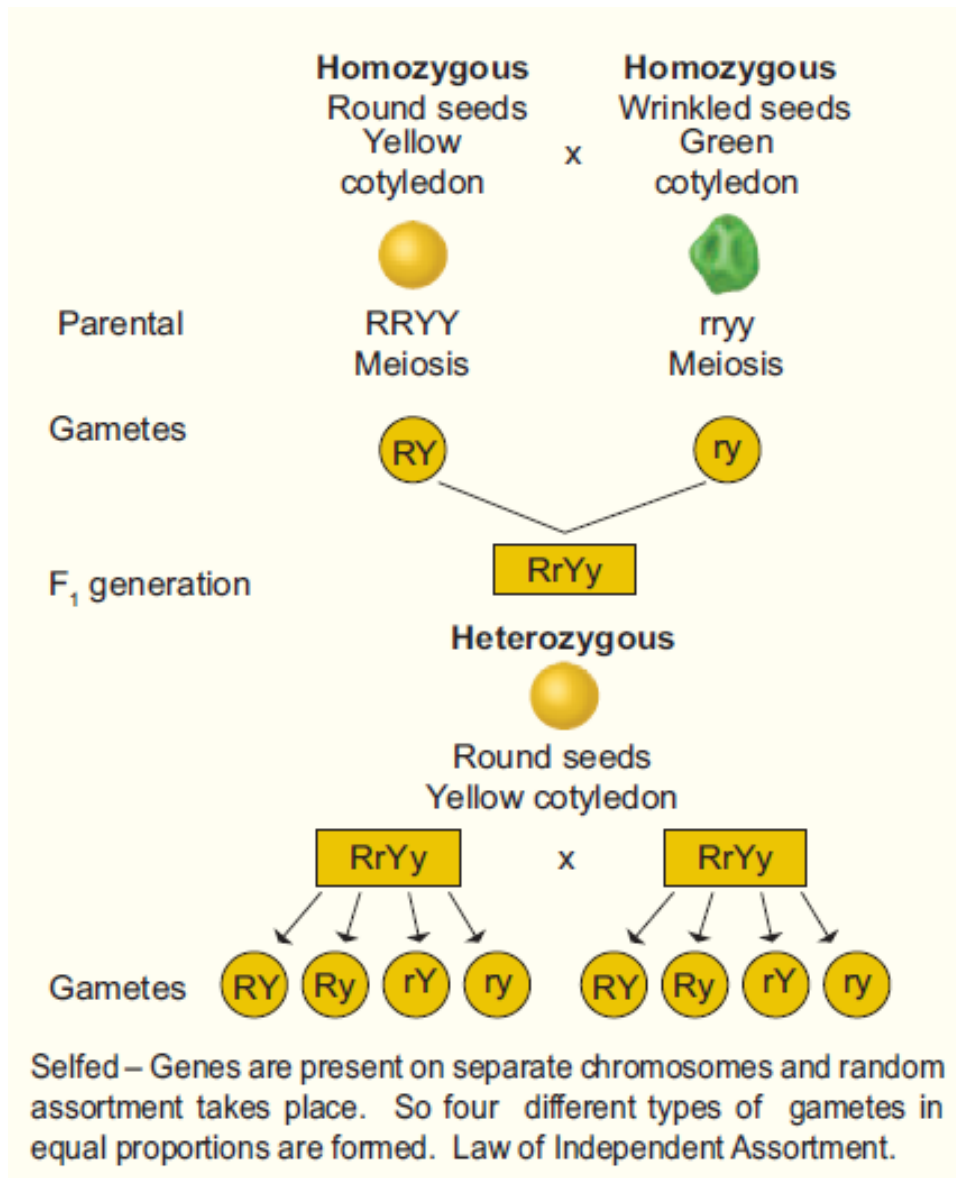 Homozygous Homozygous
Round seeds Wrinkled seeds
Yellow x Green
cotyledon cotyledon
Parental RRYY rryy
Meiosis Meiosis
Gametes RY ry
RrYy
F1 generation
Heterozygous
Round seeds
Yellow cotyledon
RrYy x RrYy
Gametes RY Ry rY ry RY Ry rY ry
Selfed – Genes are present on separate chromosomes and random
assortment takes place. So four different types of gametes in
equal proportions are formed. Law of Independent Assortment.